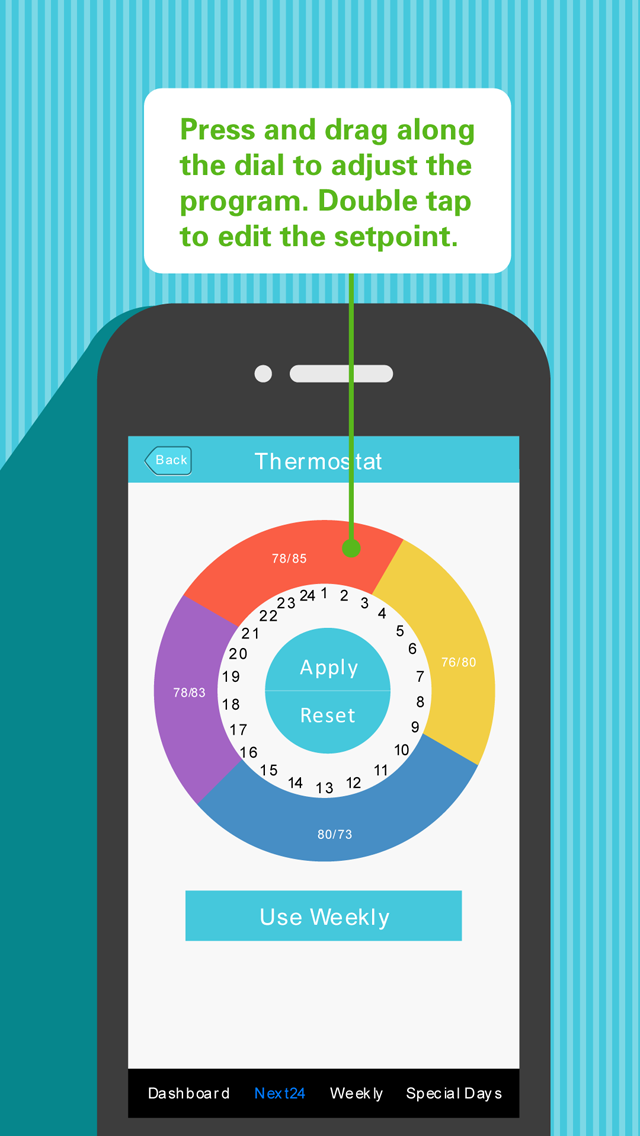 Press and drag along
the dial to adjust the
program. Double tap
to edit the setpoint.
Back
Thermostat
78/85
76/80
80/73
78/83
1
2
3
4
5
6
7
8
9
10
11
12
13
14
15
16
17
18
19
20
21
22
23
24
Apply
Reset
Use Weekly
Dashboard Next24 Weekly Special Days